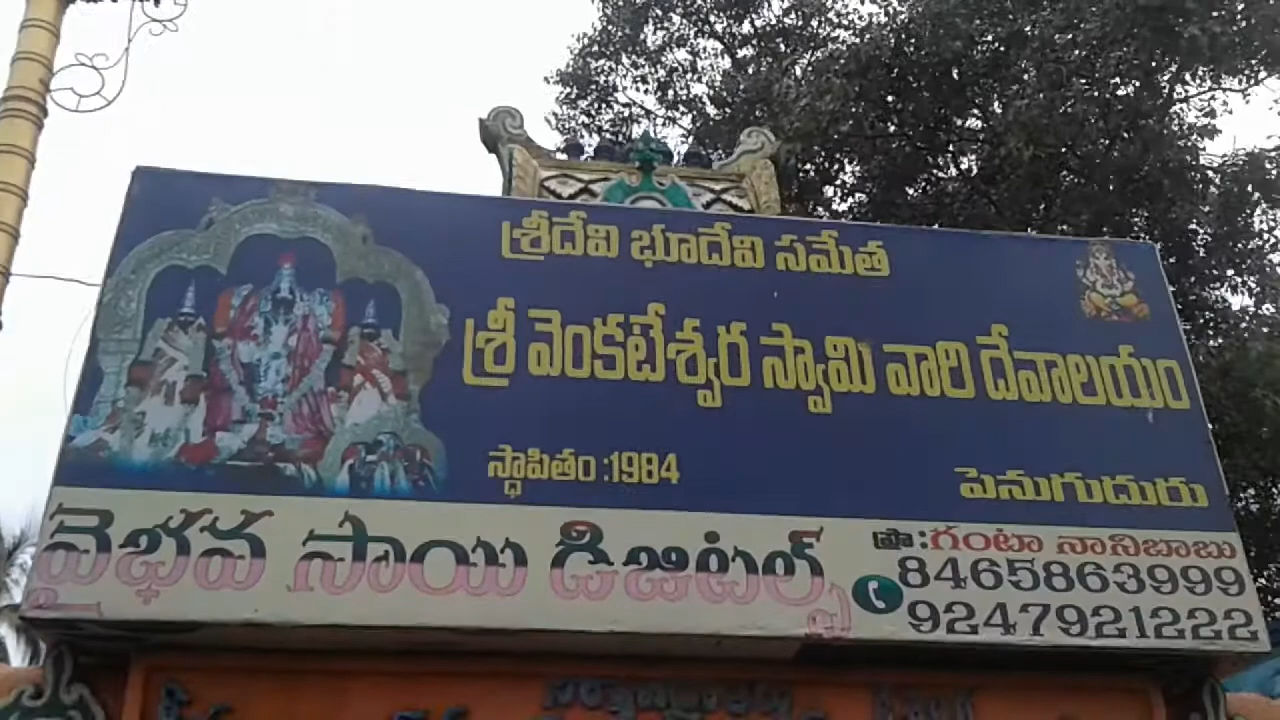 శ్రీదేవి భూదేవి సమేత
శ్రీ వెంకటేశ్వర స్వామి వారి దేవాలయం
స్థాపితం :1984
పెనుగుదురు
వైభవ సాయి డిజిటల్స్
ప్రొ : గంటా నానిబాబు
8465863999
9247921222